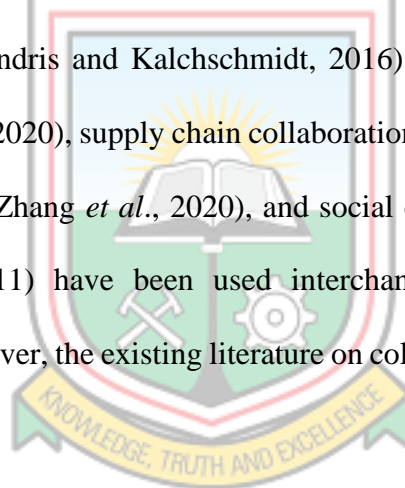 ndris and Kalchschmidt, 2016)
2020), supply chain collaboration
Zhang et al., 2020), and social
11) have been used interchan
ver, the existing literature on col
KNOWLEDGE, TRUTH AND EXCELLENCE